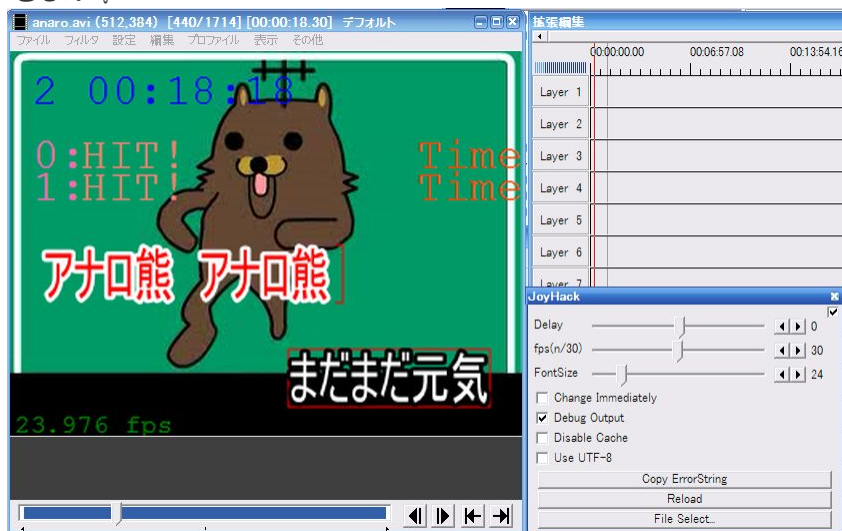 anaro.avi (512,384) [440/1714] [00:00:18.30] デフォルト
ファイル フィルタ 設定 編集 プロファイル 表示 その他
2 00:18:18
0:HIT! Time
1:HIT! Time
アナロ熊 アナロ熊
まだまだ元気
23.976 fps
拡張編集
00:00:00.00 00:06:57.08 00:13:54.16
Layer 1
Layer 2
Layer 3
Layer 4
Layer 5
Layer 6
Layer 7
JoyHack
Delay 0
fps(n/30) 30
FontSize 24
Change Immediately
Debug Output
Disable Cache
Use UTF-8
Copy ErrorString
Reload
File Select...